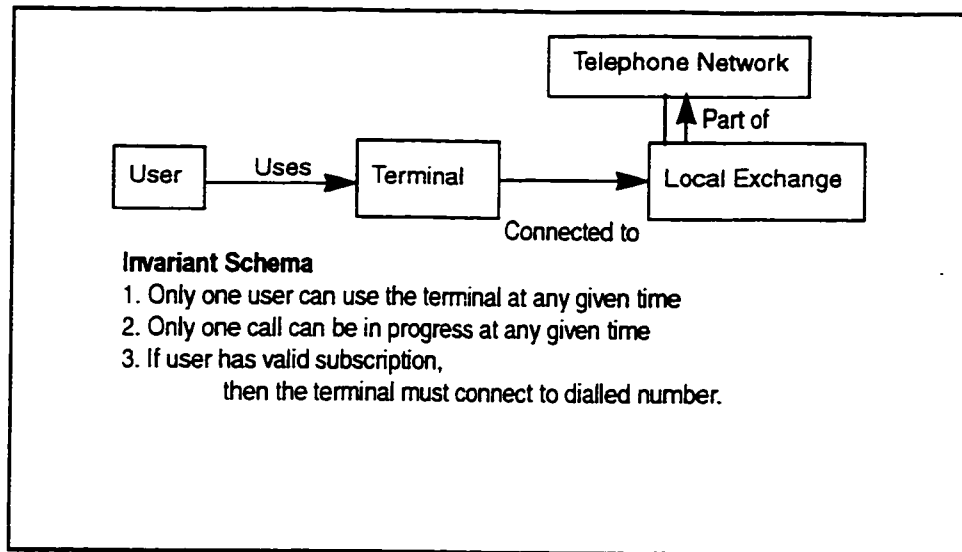 Telephone Network
Part of
User
Uses
Terminal
Local Exchange
Connected to
Invariant Schema
1. Only one user can use the terminal at any given time
2. Only one call can be in progress at any given time
3. If user has valid subscription,
then the terminal must connect to dialled number.